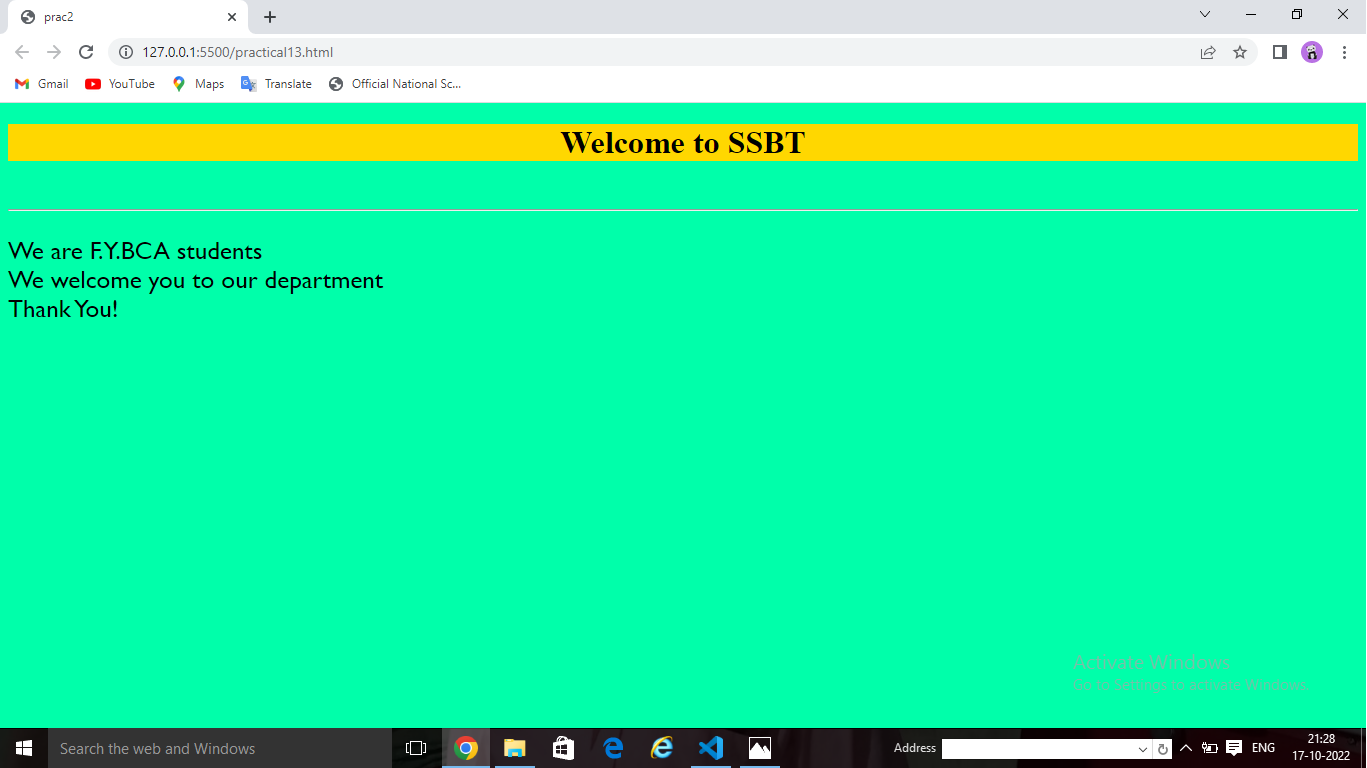 prac2
127.0.0.1:5500/practical13.html
Gmail YouTube Maps Translate Official National Sc...
Welcome to SSBT
We are F.Y.BCA students
We welcome you to our department
Thank You!
Activate Windows
Go to Settings to activate Windows.
Search the web and Windows
Address
ENG
21:28
17-10-2022